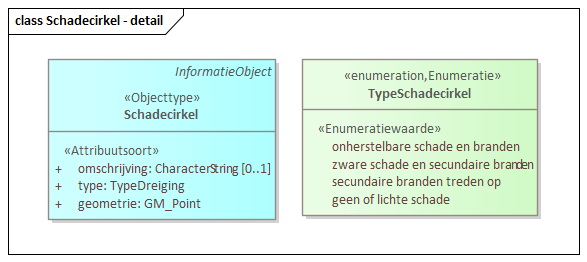 class Schadecirkel - detail
InformatieObject
«Objecttype»
Schadecirkel
«Attribuutsoort»
+ omschrijving: CharacterString [0..1]
+ type: TypeDreiging
+ geometrie: GM_Point
«enumeration,Enumeratie»
TypeSchadecirkel
«Enumeratiewaarde»
onherstelbare schade en branden
zware schade en secundaire branden
secundaire branden treden op
geen of lichte schade